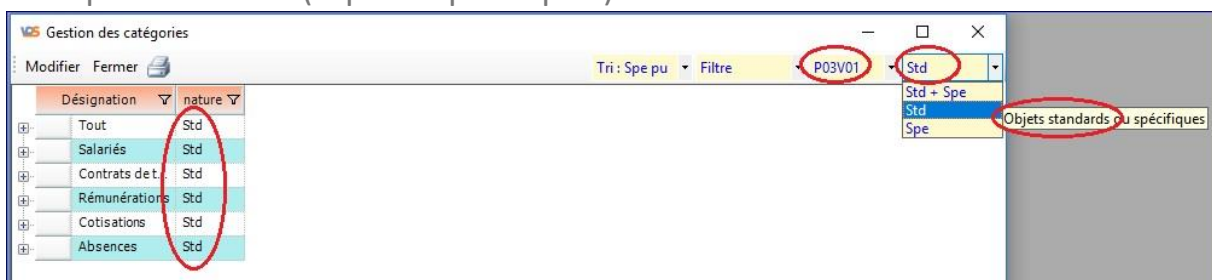 VDS Gestion des catégories
Modifier Fermer Tri : Spe pu Filtre P03V01 Std
Std + Spe
Std
Spe
Objets standards ou spécifiques
Désignation nature
Tout Std
Salariés Std
Contrats de t... Std
Rémunérations Std
Cotisations Std
Absences Std